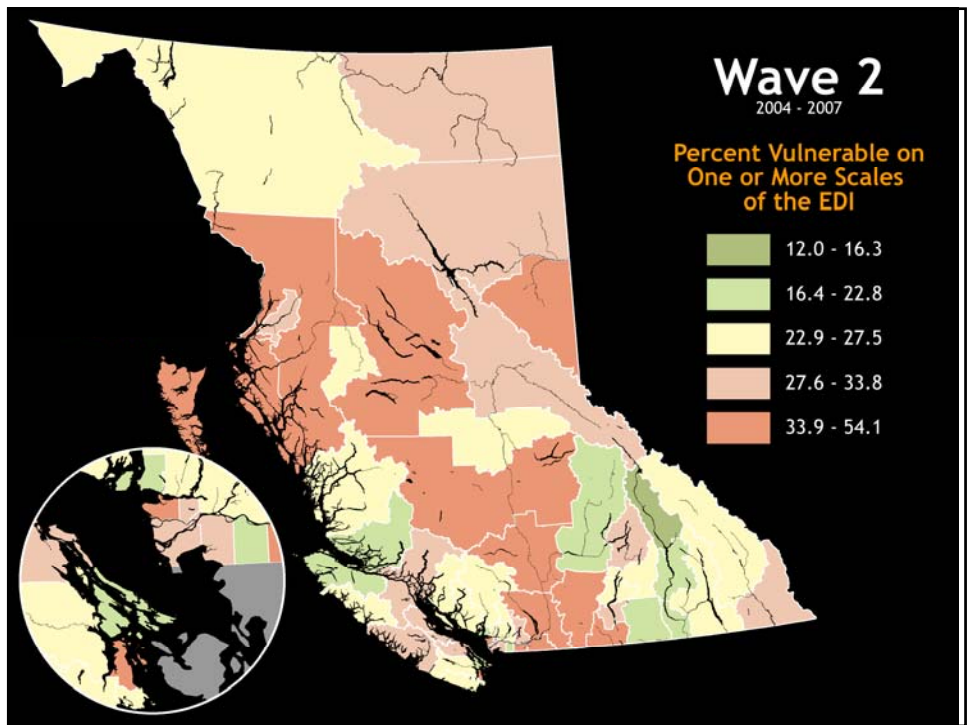 Wave 2
2004 - 2007
Percent Vulnerable on
One or More Scales
of the EDI
12.0 - 16.3
16.4 - 22.8
22.9 - 27.5
27.6 - 33.8
33.9 - 54.1